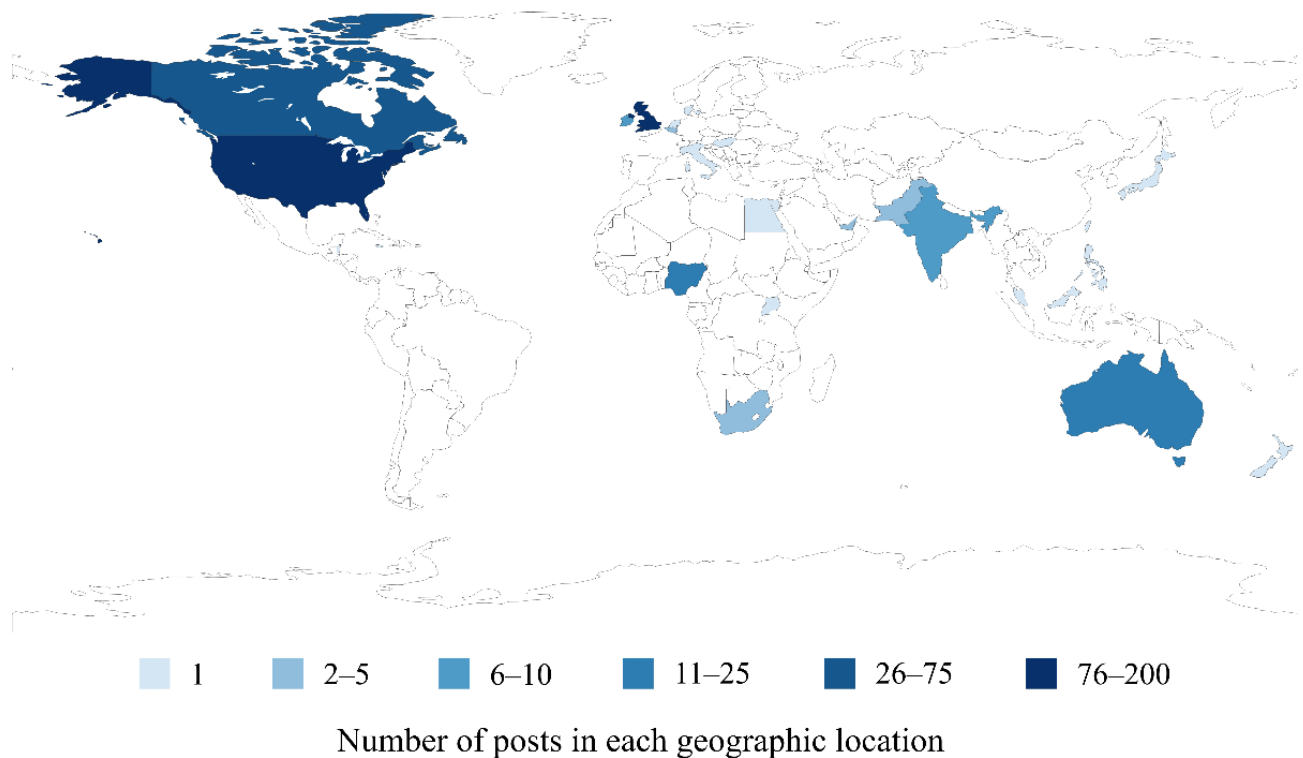 1 2–5 6–10 11–25 26–75 76–200
Number of posts in each geographic location